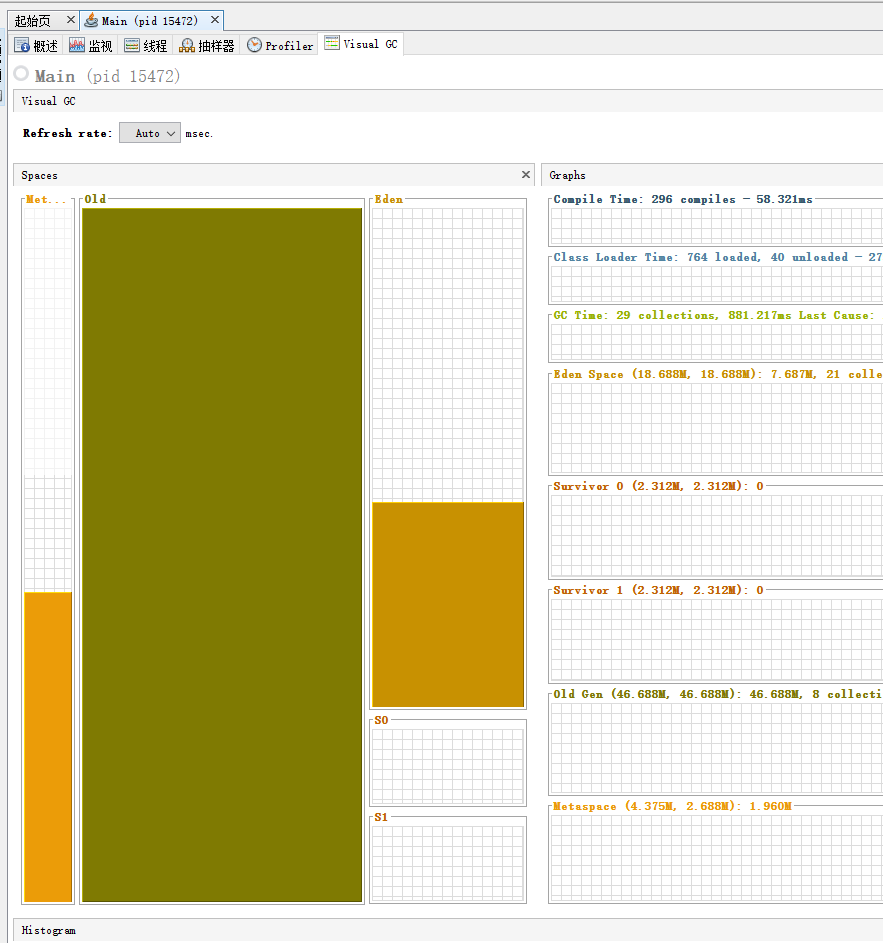 起始页 Main (pid 15472)
概述 监视 线程 抽样器 Profiler Visual GC
Main (pid 15472)
Visual GC
Refresh rate: Auto msec.
Spaces
Met...
Old
Eden
S0
S1
Graphs
Compile Time: 296 compiles - 58.321ms
Class Loader Time: 764 loaded, 40 unloaded - 27
GC Time: 29 collections, 881.217ms Last Cause:
Eden Space (18.688M, 18.688M): 7.687M, 21 colle
Survivor 0 (2.312M, 2.312M): 0
Survivor 1 (2.312M, 2.312M): 0
Old Gen (46.688M, 46.688M): 46.688M, 8 collecti
Metaspace (4.375M, 2.688M): 1.960M
Histogram